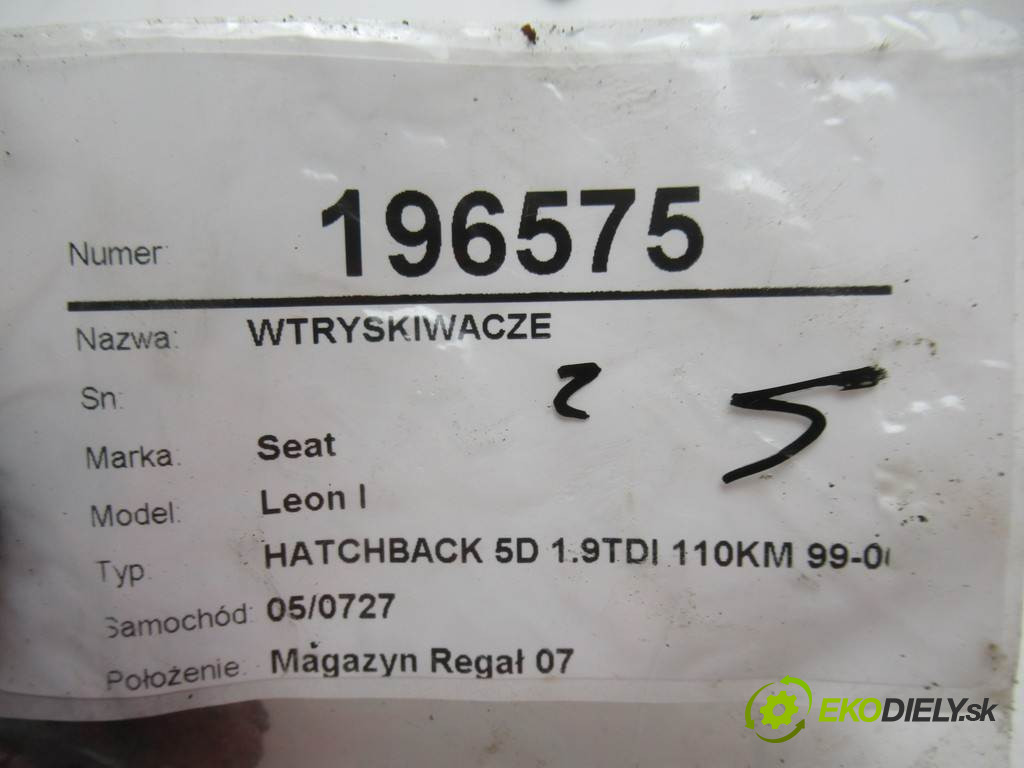 Numer: 196575
Nazwa: WTRYSKIWACZE
Sn: 2 5
Marka: Seat
Model: Leon I
Typ: HATCHBACK 5D 1.9TDI 110KM 99-0
Samochód: 05/0727
Położenie: Magazyn Regał 07
EKODIELY.sk